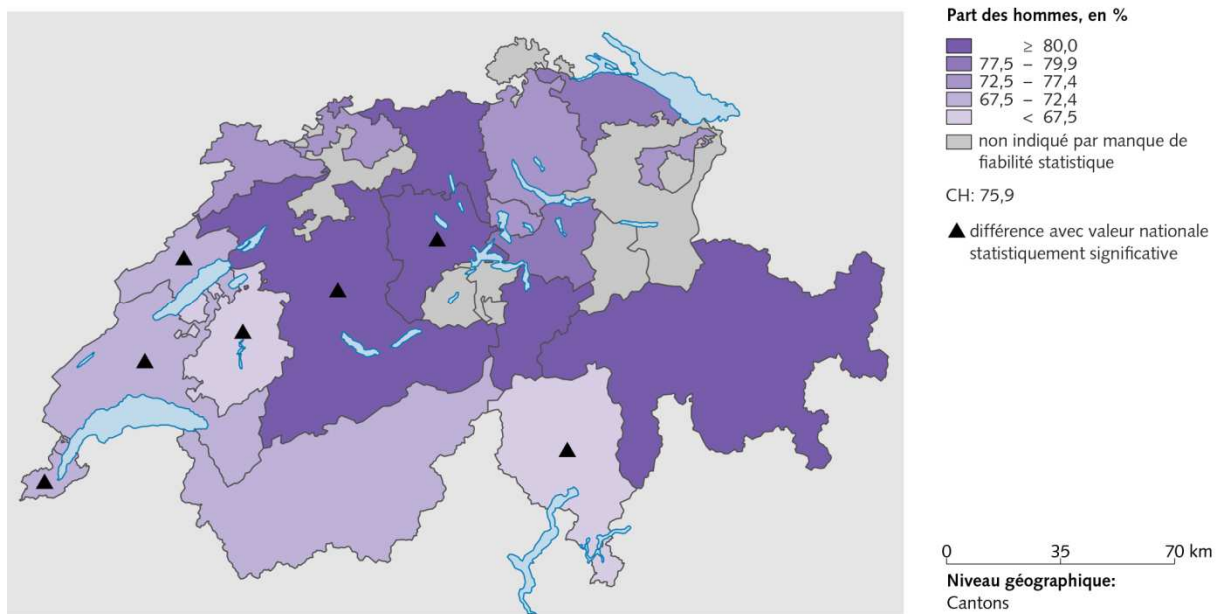 Part des hommes, en %
≥ 80,0
77,5 – 79,9
72,5 – 77,4
67,5 – 72,4
< 67,5
non indiqué par manque de
fiabilité statistique
CH: 75,9
différence avec valeur nationale
statistiquement significative
0 35 70 km
Niveau géographique:
Cantons